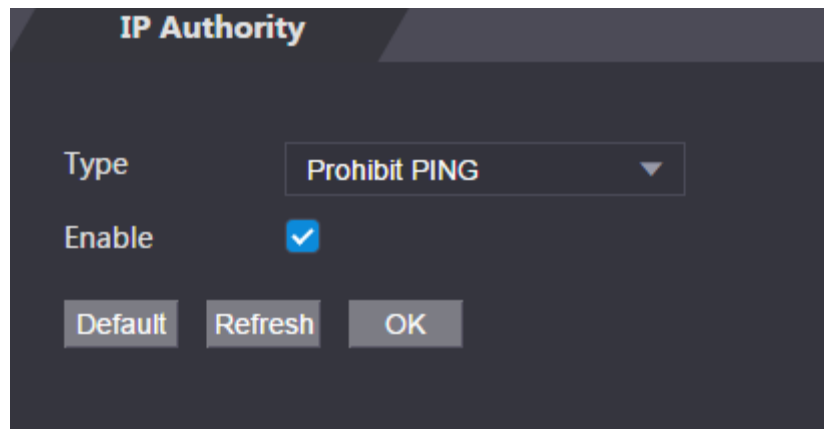 IP Authority
Type Prohibit PING
Enable
Default Refresh OK